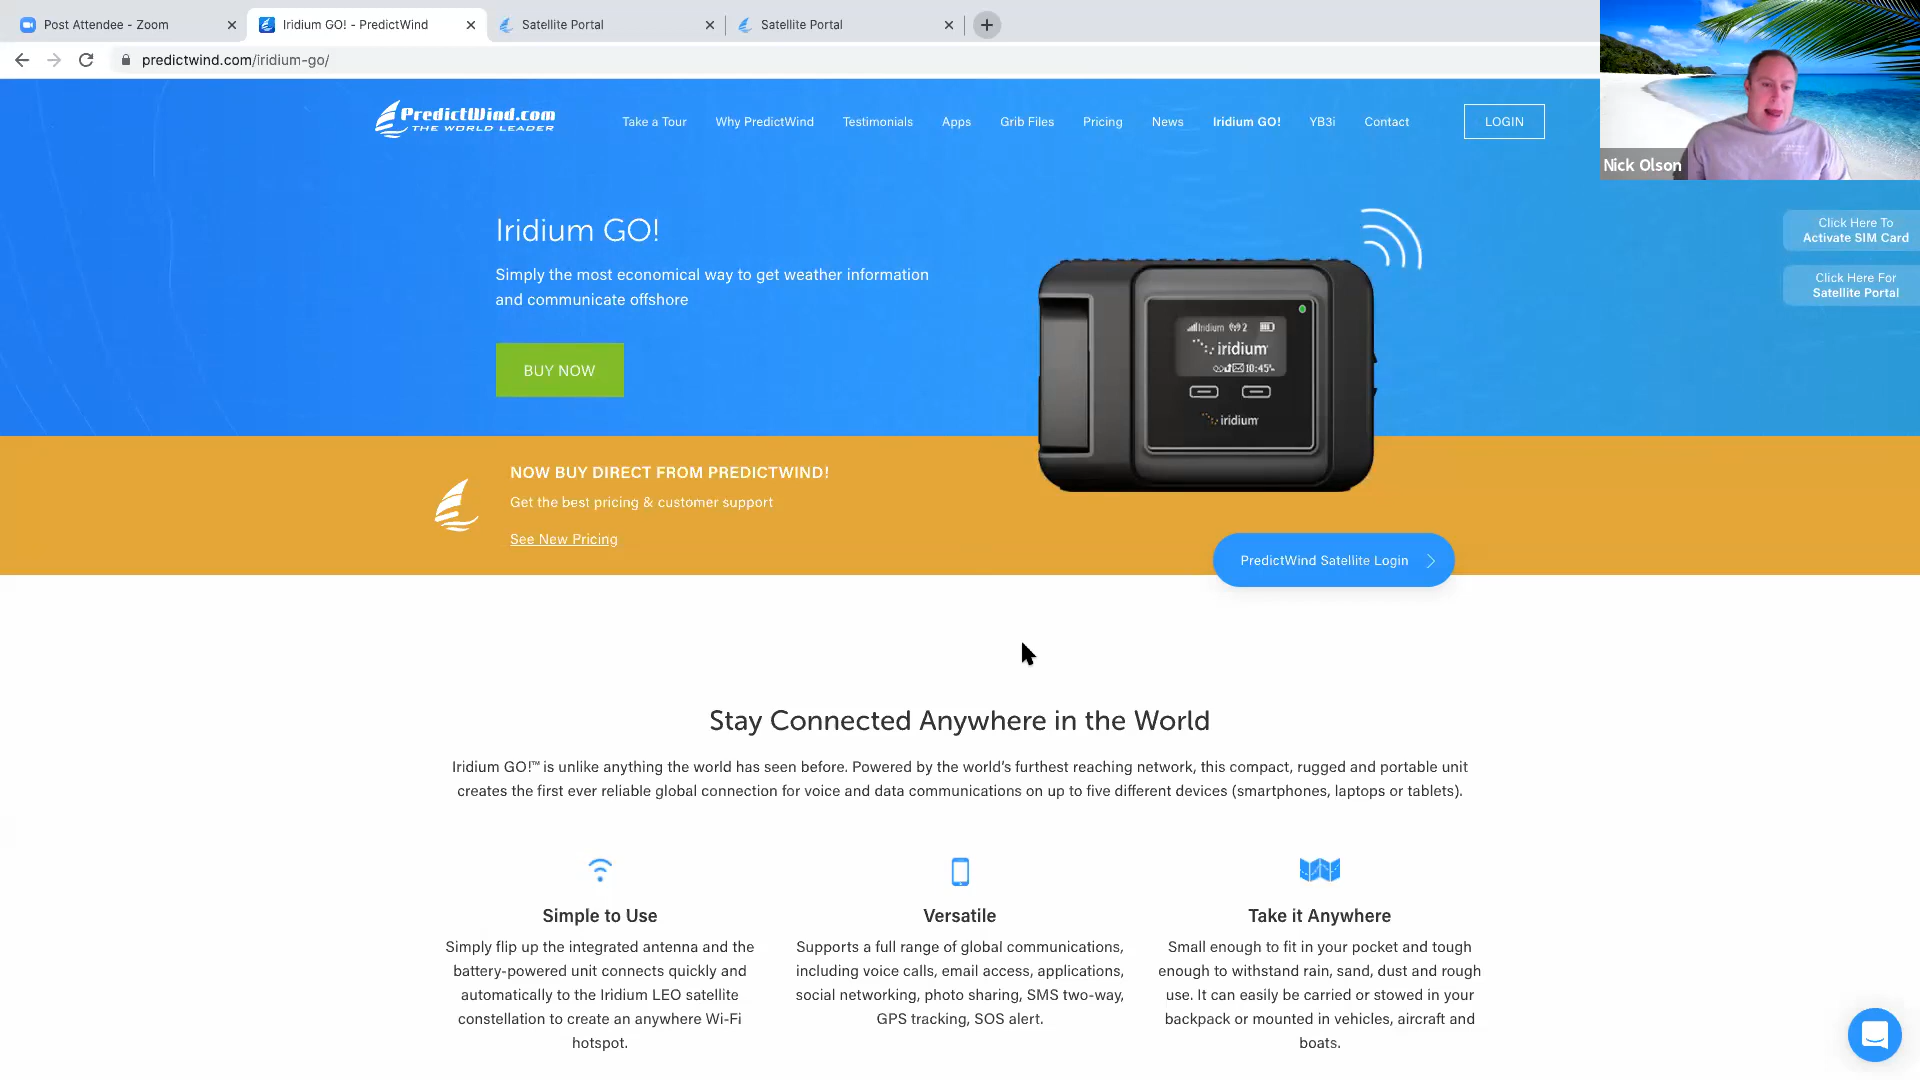 Post Attendee - Zoom
Iridium GO! - PredictWind
Satellite Portal
Satellite Portal
predictwind.com/iridium-go/
PredictWind.com
THE WORLD LEADER
Take a Tour
Why PredictWind
Testimonials
Apps
Grib Files
Pricing
News
Iridium GO!
YB3i
Contact
LOGIN
Nick Olson
Click Here To
Activate SIM Card
Click Here For
Satellite Portal
Iridium GO!
Simply the most economical way to get weather information
and communicate offshore
BUY NOW
Iridium 2
iridium
10:45
iridium
NOW BUY DIRECT FROM PREDICTWIND!
Get the best pricing & customer support
See New Pricing
PredictWind Satellite Login
Stay Connected Anywhere in the World
Iridium GO!™ is unlike anything the world has seen before. Powered by the world's furthest reaching network, this compact, rugged and portable unit
creates the first ever reliable global connection for voice and data communications on up to five different devices (smartphones, laptops or tablets).
Simple to Use
Simply flip up the integrated antenna and the
battery-powered unit connects quickly and
automatically to the Iridium LEO satellite
constellation to create an anywhere Wi-Fi
hotspot.
Versatile
Supports a full range of global communications,
including voice calls, email access, applications,
social networking, photo sharing, SMS two-way,
GPS tracking, SOS alert.
Take it Anywhere
Small enough to fit in your pocket and tough
enough to withstand rain, sand, dust and rough
use. It can easily be carried or stowed in your
backpack or mounted in vehicles, aircraft and
boats.